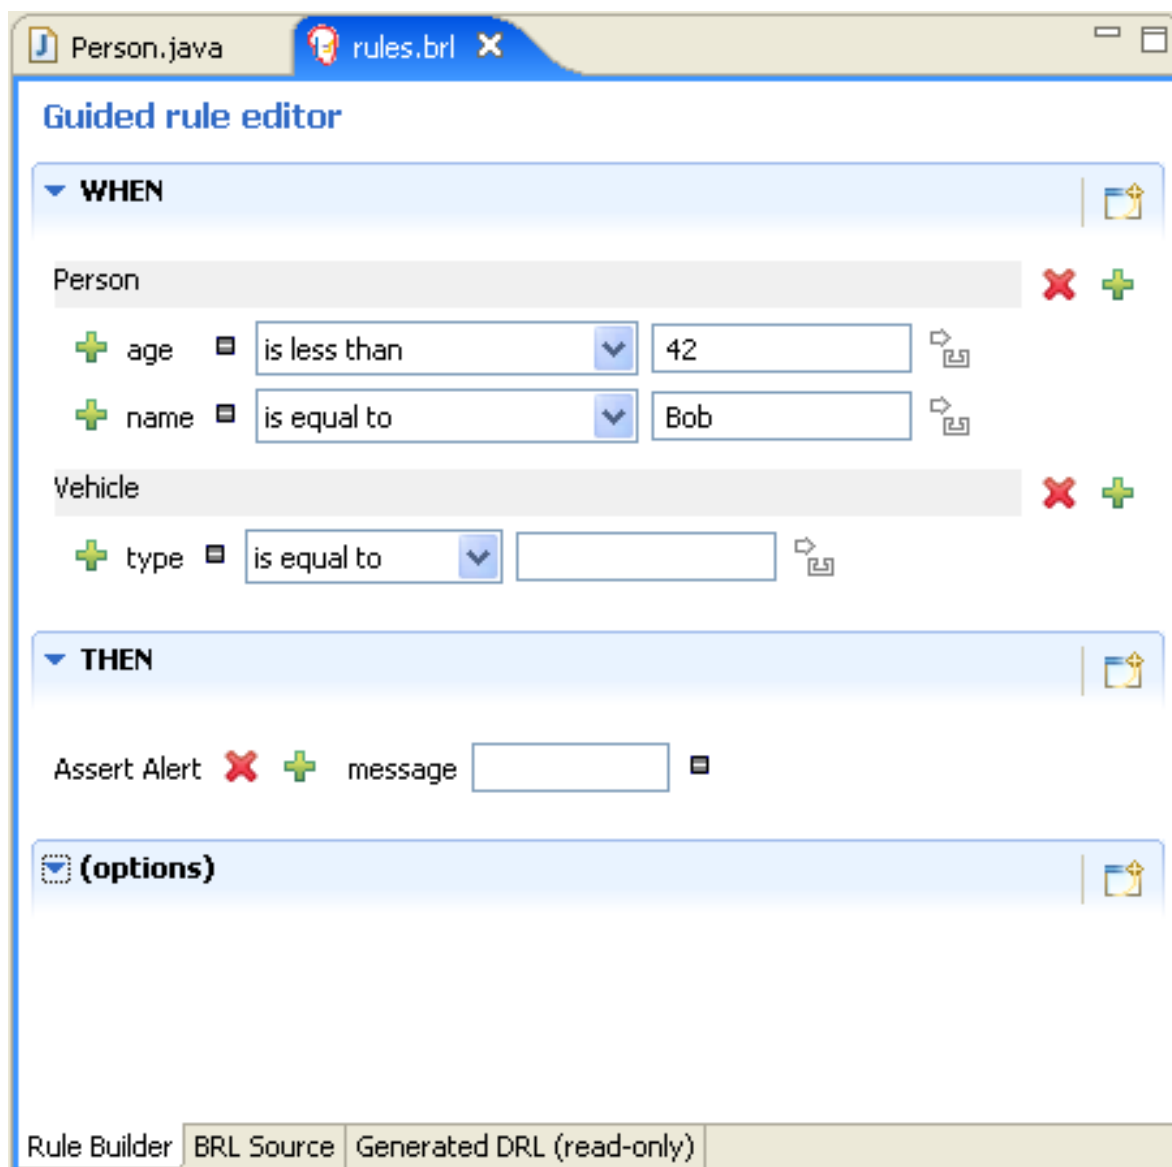 Person.java rules.brl
Guided rule editor
WHEN
Person
age is less than 42
name is equal to Bob
Vehicle
type is equal to
THEN
Assert Alert message
(options)
Rule Builder BRL Source Generated DRL (read-only)